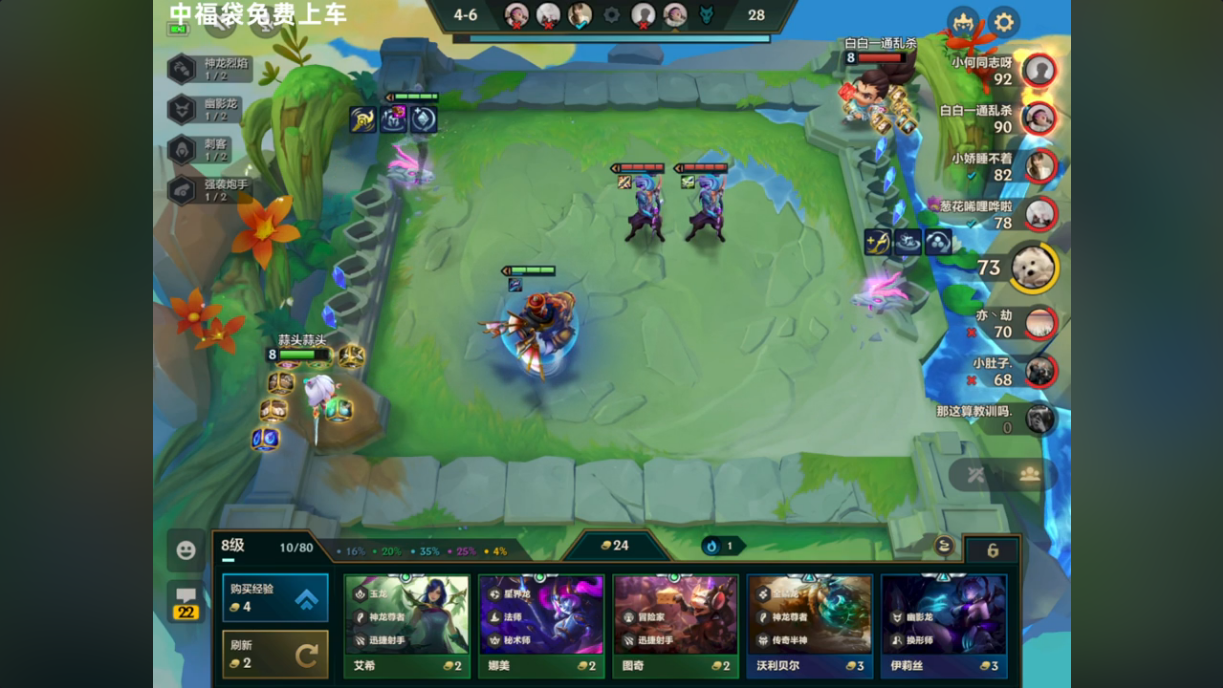 中福袋免费上车
4-6
28
神龙烈焰
1/2
幽影龙
1/2
刺客
1/2
强袭炮手
1/2
白白一通乱杀
8
小何同志呀
92
白白一通乱杀
90
小娇睡不着
82
葱花唏哩哗啦
78
73
亦丶劫
70
小肚子.
68
那这算教训吗.
0
蒜头蒜头
8
8级
10/80
16%
20%
35%
25%
4%
24
1
6
购买经验
4
刷新
2
22
玉龙
神龙尊者
迅捷射手
艾希
2
星界龙
法师
秘术师
娜美
2
冒险家
迅捷射手
图奇
2
神龙尊者
传奇半神
沃利贝尔
3
幽影龙
换形师
伊莉丝
3